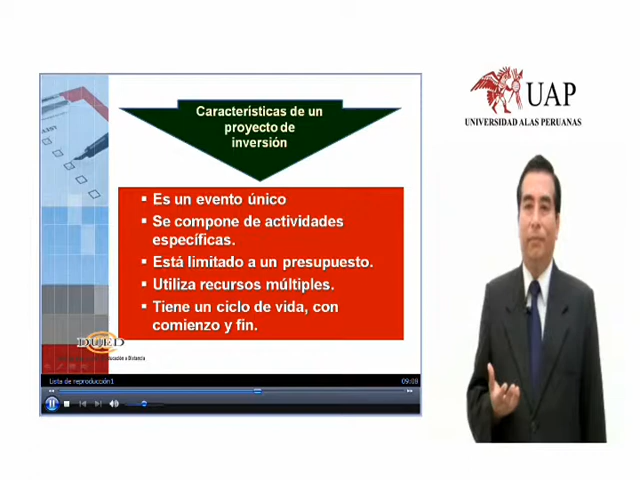 Características de un
proyecto de
inversión
▪ Es un evento único
▪ Se compone de actividades
específicas.
▪ Está limitado a un presupuesto.
▪ Utiliza recursos múltiples.
▪ Tiene un ciclo de vida, con
comienzo y fin.
DUED
Educación a Distancia
Lista de reproducción1
09:08
UAP
UNIVERSIDAD ALAS PERUANAS